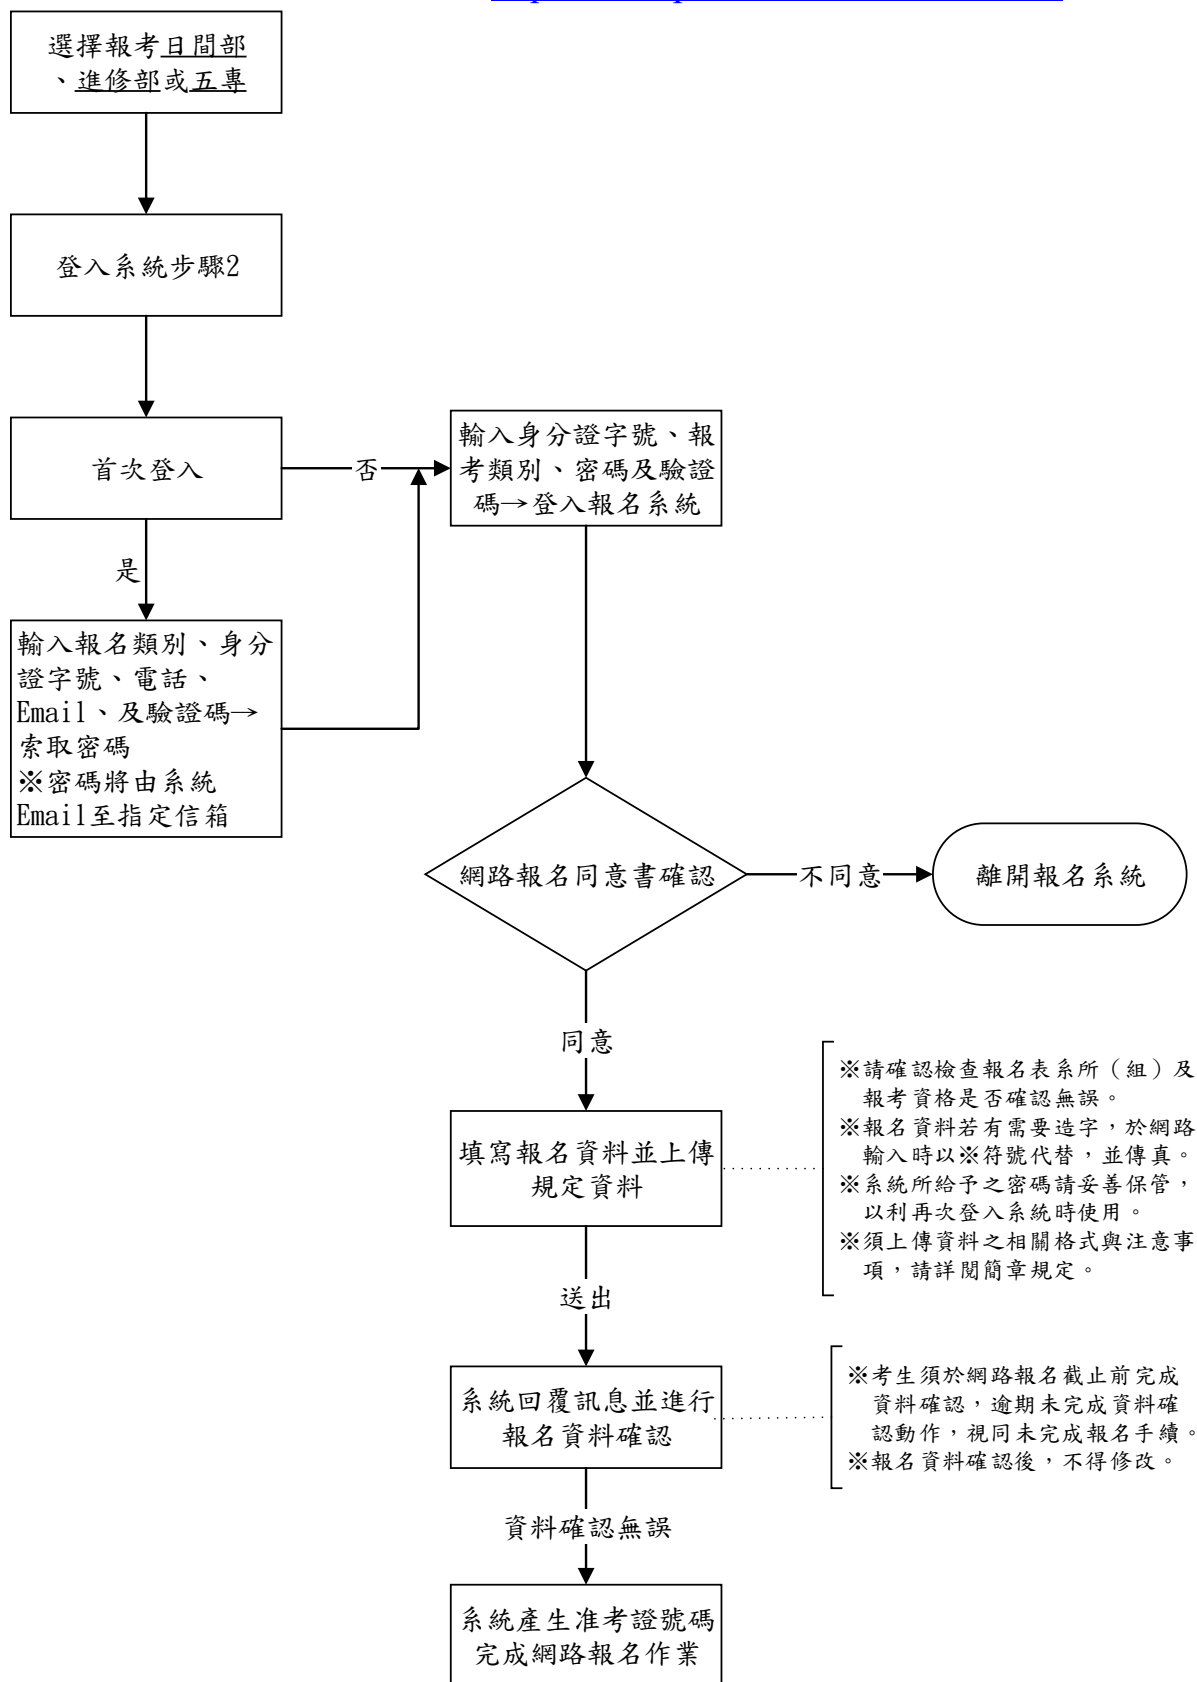 選擇報考日間部
、進修部或五專
登入系統步驟2
首次登入
否
輸入身分證字號、報
考類別、密碼及驗證
碼→登入報名系統
是
輸入報名類別、身分
證字號、電話、
Email、及驗證碼→
索取密碼
※密碼將由系統
Email至指定信箱
網路報名同意書確認
不同意
離開報名系統
同意
填寫報名資料並上傳
規定資料
※請確認檢查報名表系所（組）及
報考資格是否確認無誤。
※報名資料若有需要造字，於網路
輸入時以※符號代替，並傳真。
※系統所給予之密碼請妥善保管，
以利再次登入系統時使用。
※須上傳資料之相關格式與注意事
項，請詳閱簡章規定。
送出
系統回覆訊息並進行
報名資料確認
※考生須於網路報名截止前完成
資料確認，逾期未完成資料確
認動作，視同未完成報名手續。
※報名資料確認後，不得修改。
資料確認無誤
系統產生准考證號碼
完成網路報名作業